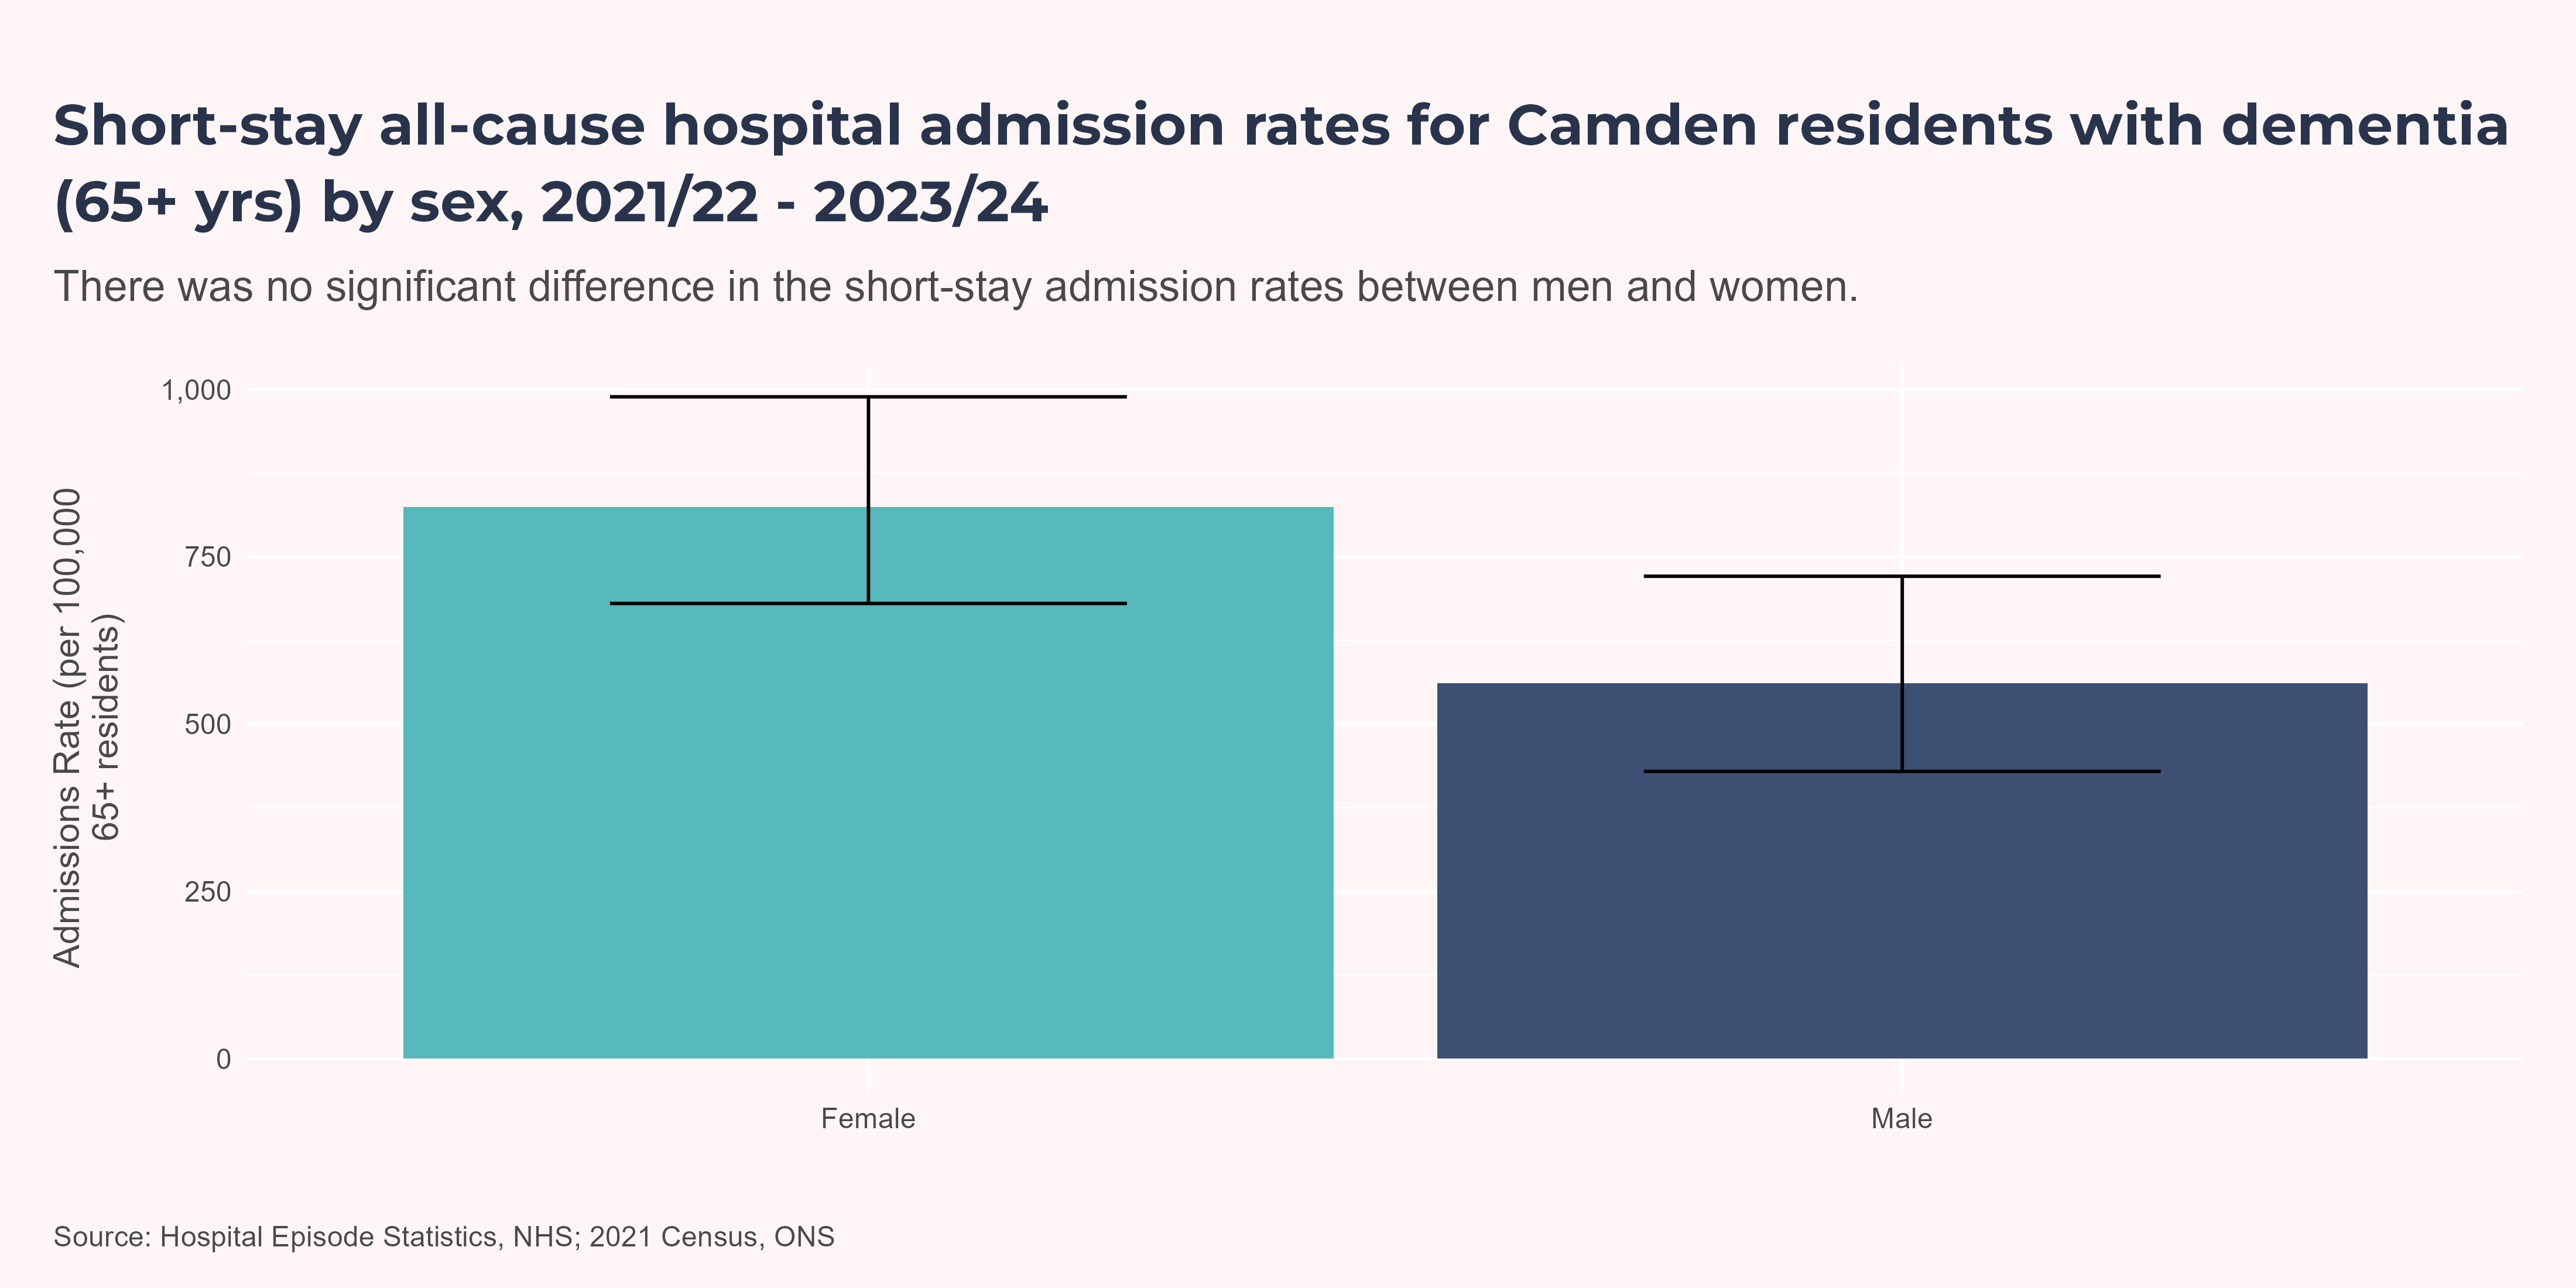 Short-stay all-cause hospital admission rates for Camden residents with dementia
(65+ yrs) by sex, 2021/22 - 2023/24
There was no significant difference in the short-stay admission rates between men and women.
Admissions Rate (per 100,000
65+ residents)
1,000
750
500
250
0
Female
Male
Source: Hospital Episode Statistics, NHS; 2021 Census, ONS